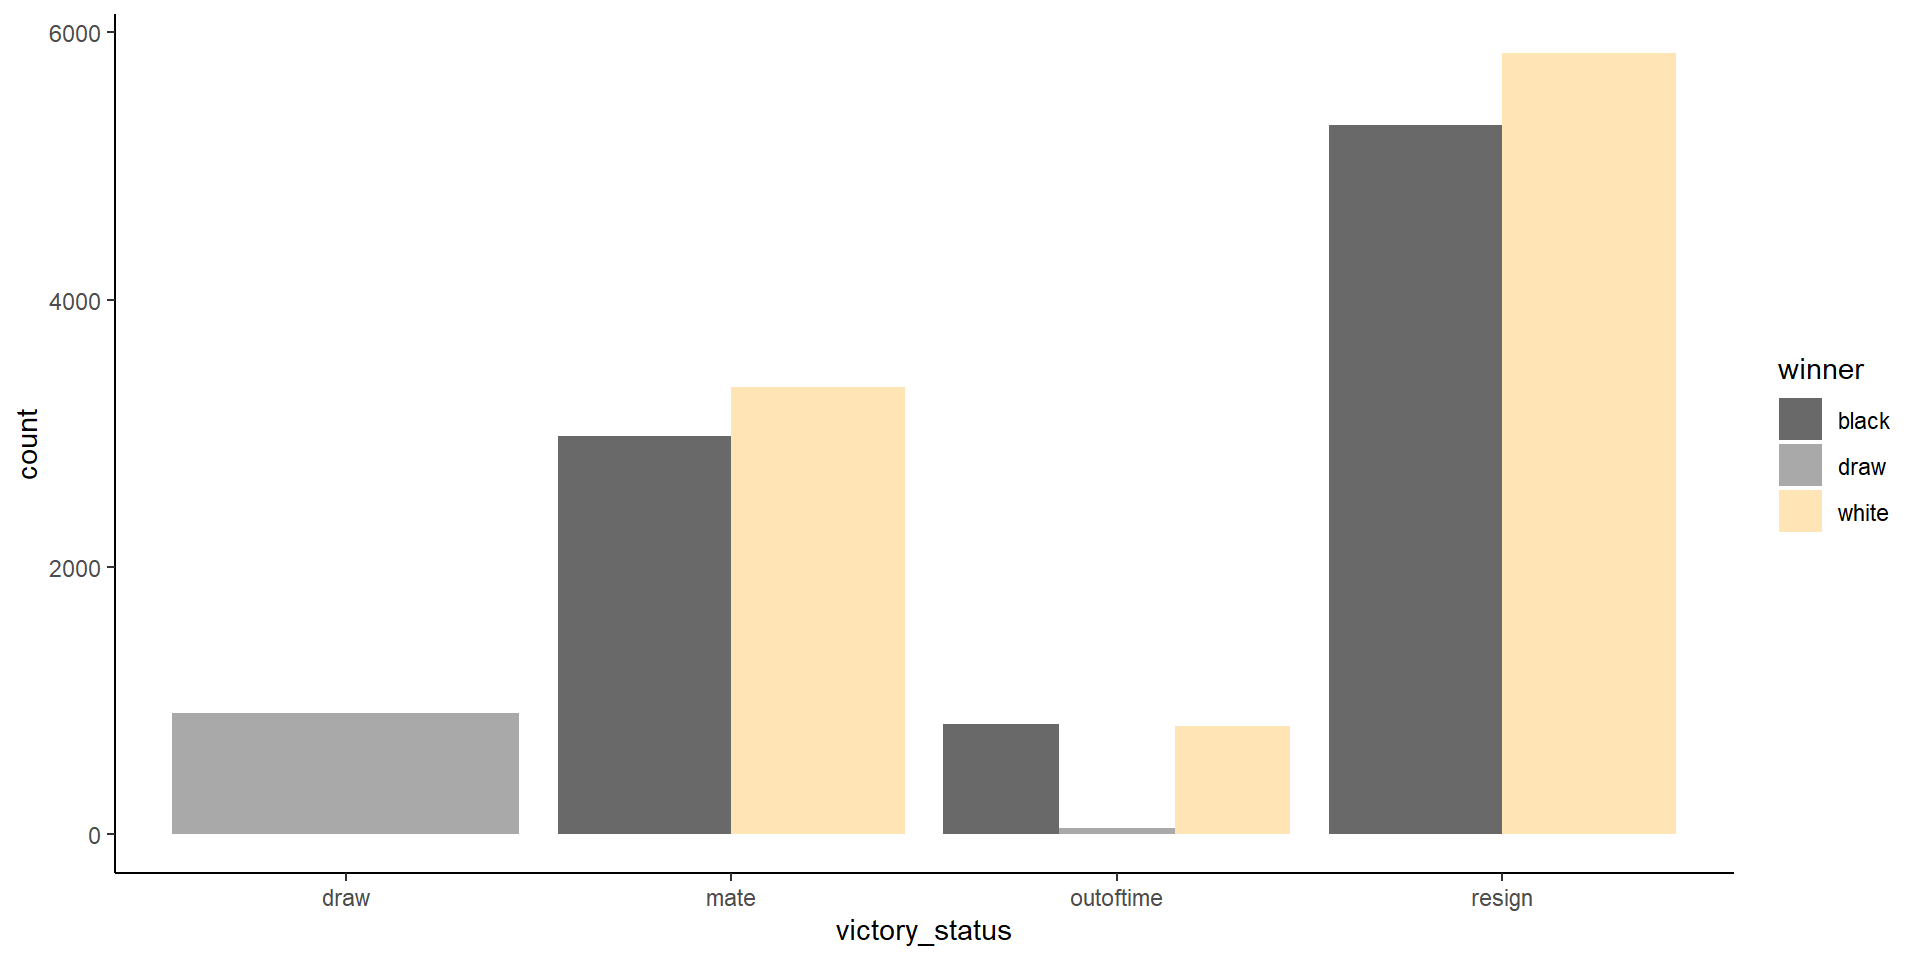 6000
4000
2000
0
count
draw
mate
outoftime
resign
victory_status
winner
black
draw
white